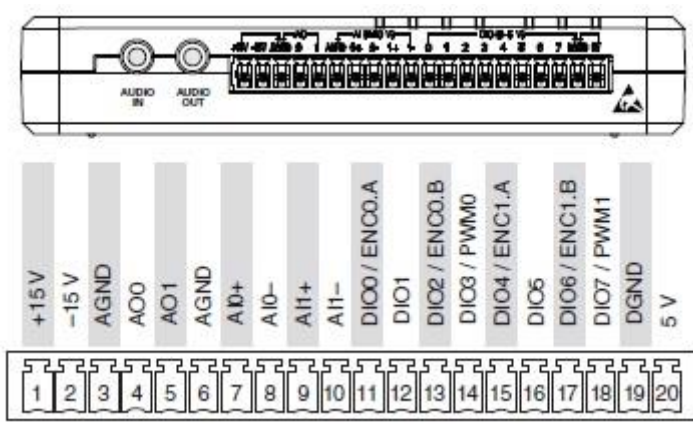 AUDIO IN
AUDIO OUT
+15 V
−15 V
AGND
AO0
AO1
AGND
AI0+
AI0−
AI1+
AI1−
DIO0 / ENC0.A
DIO1
DIO2 / ENC0.B
DIO3 / PWM0
DIO4 / ENC1.A
DIO5
DIO6 / ENC1.B
DIO7 / PWM1
DGND
5 V
1 2 3 4 5 6 7 8 9 10 11 12 13 14 15 16 17 18 19 20